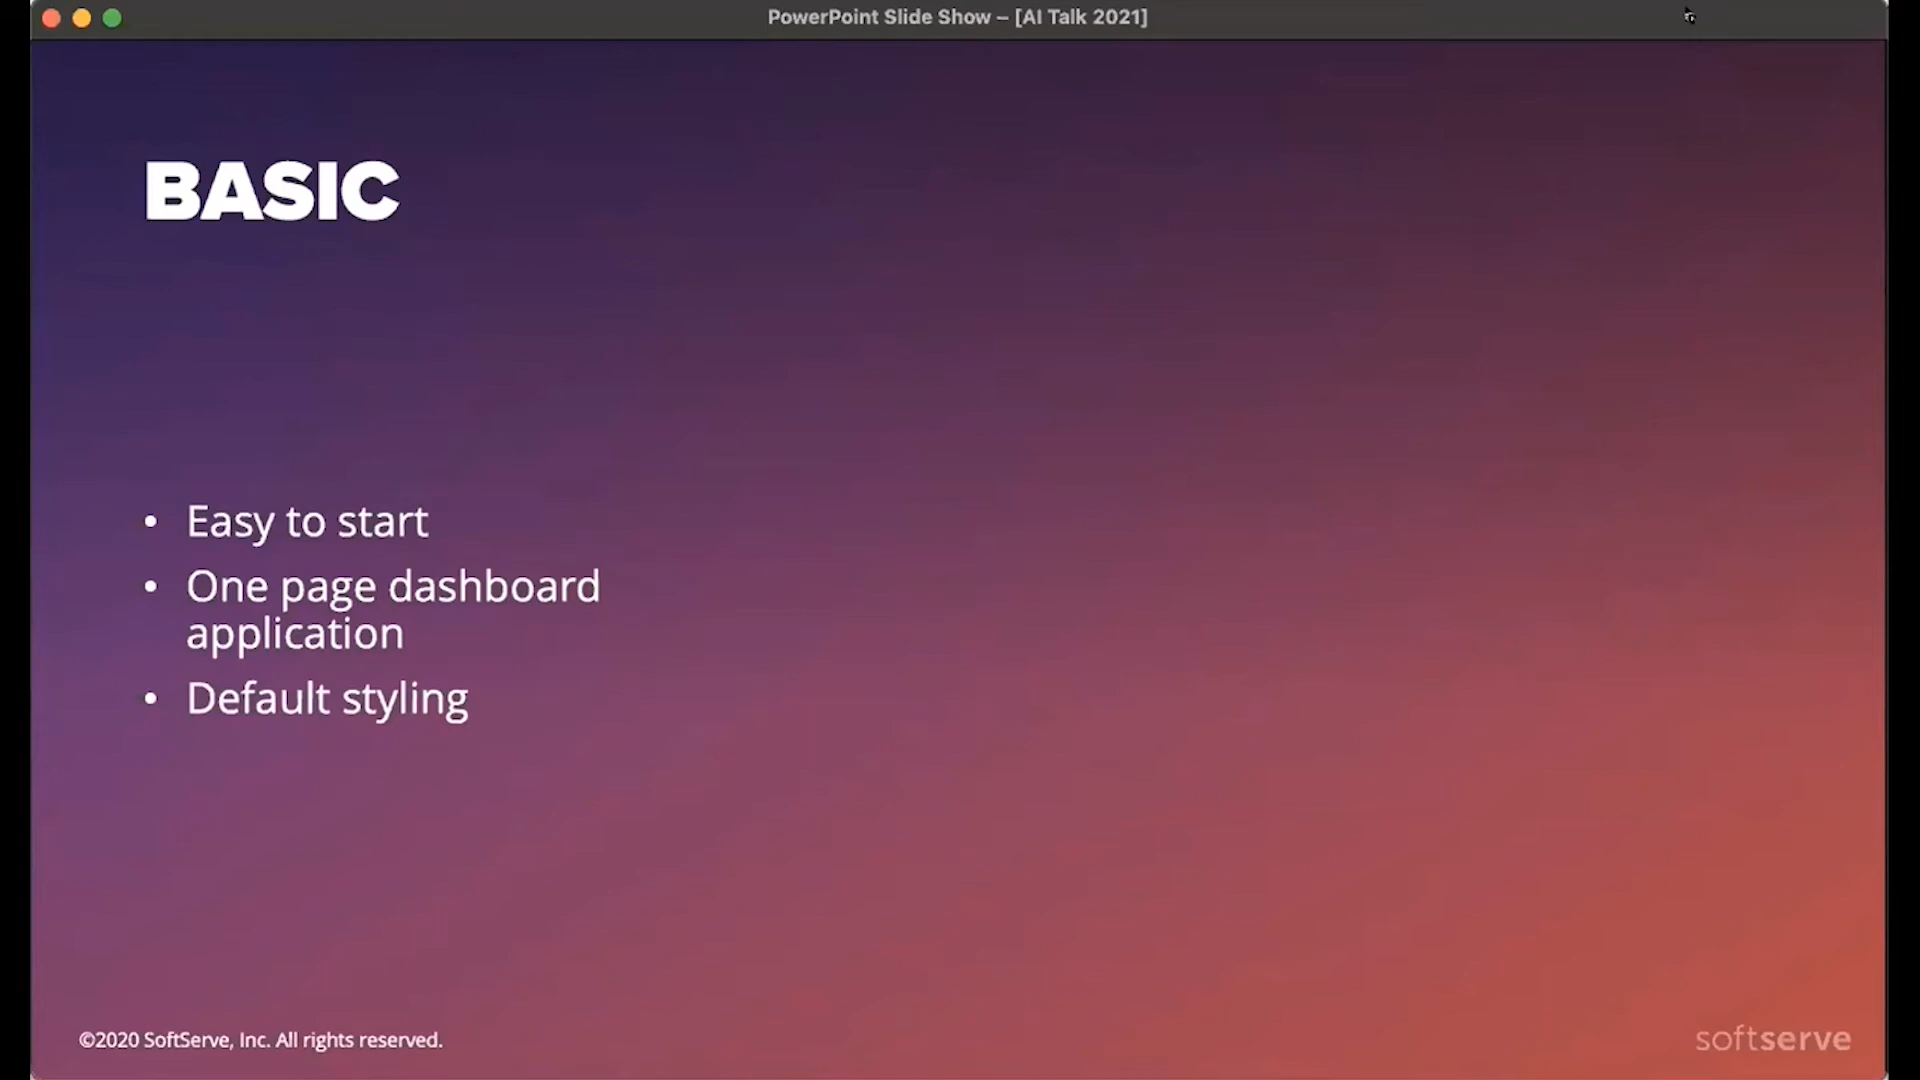 PowerPoint Slide Show – [AI Talk 2021]
BASIC
• Easy to start
• One page dashboard
application
• Default styling
©2020 SoftServe, Inc. All rights reserved.
softserve